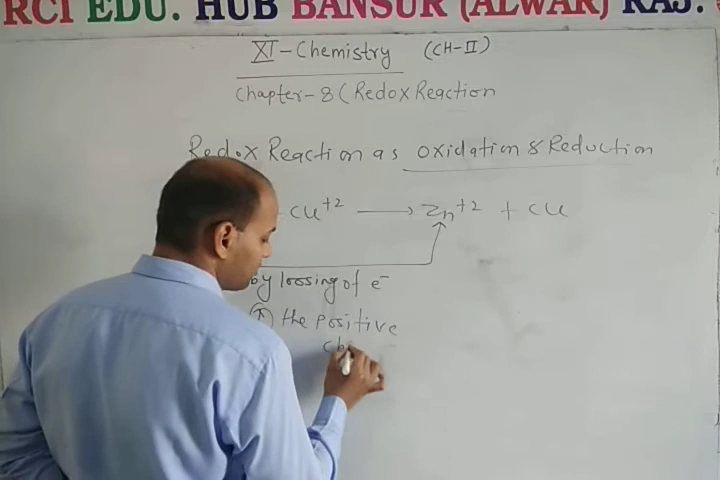 RCI EDU. HUB BANSUR (ALWAR) RAJ.
XI-Chemistry (CH-II)
Chapter-8 (Redox Reaction
Redox Reaction as Oxidation & Reduction
Cu+2 → Zn+2 + Cu
by loosing of e-
(↑) the positive